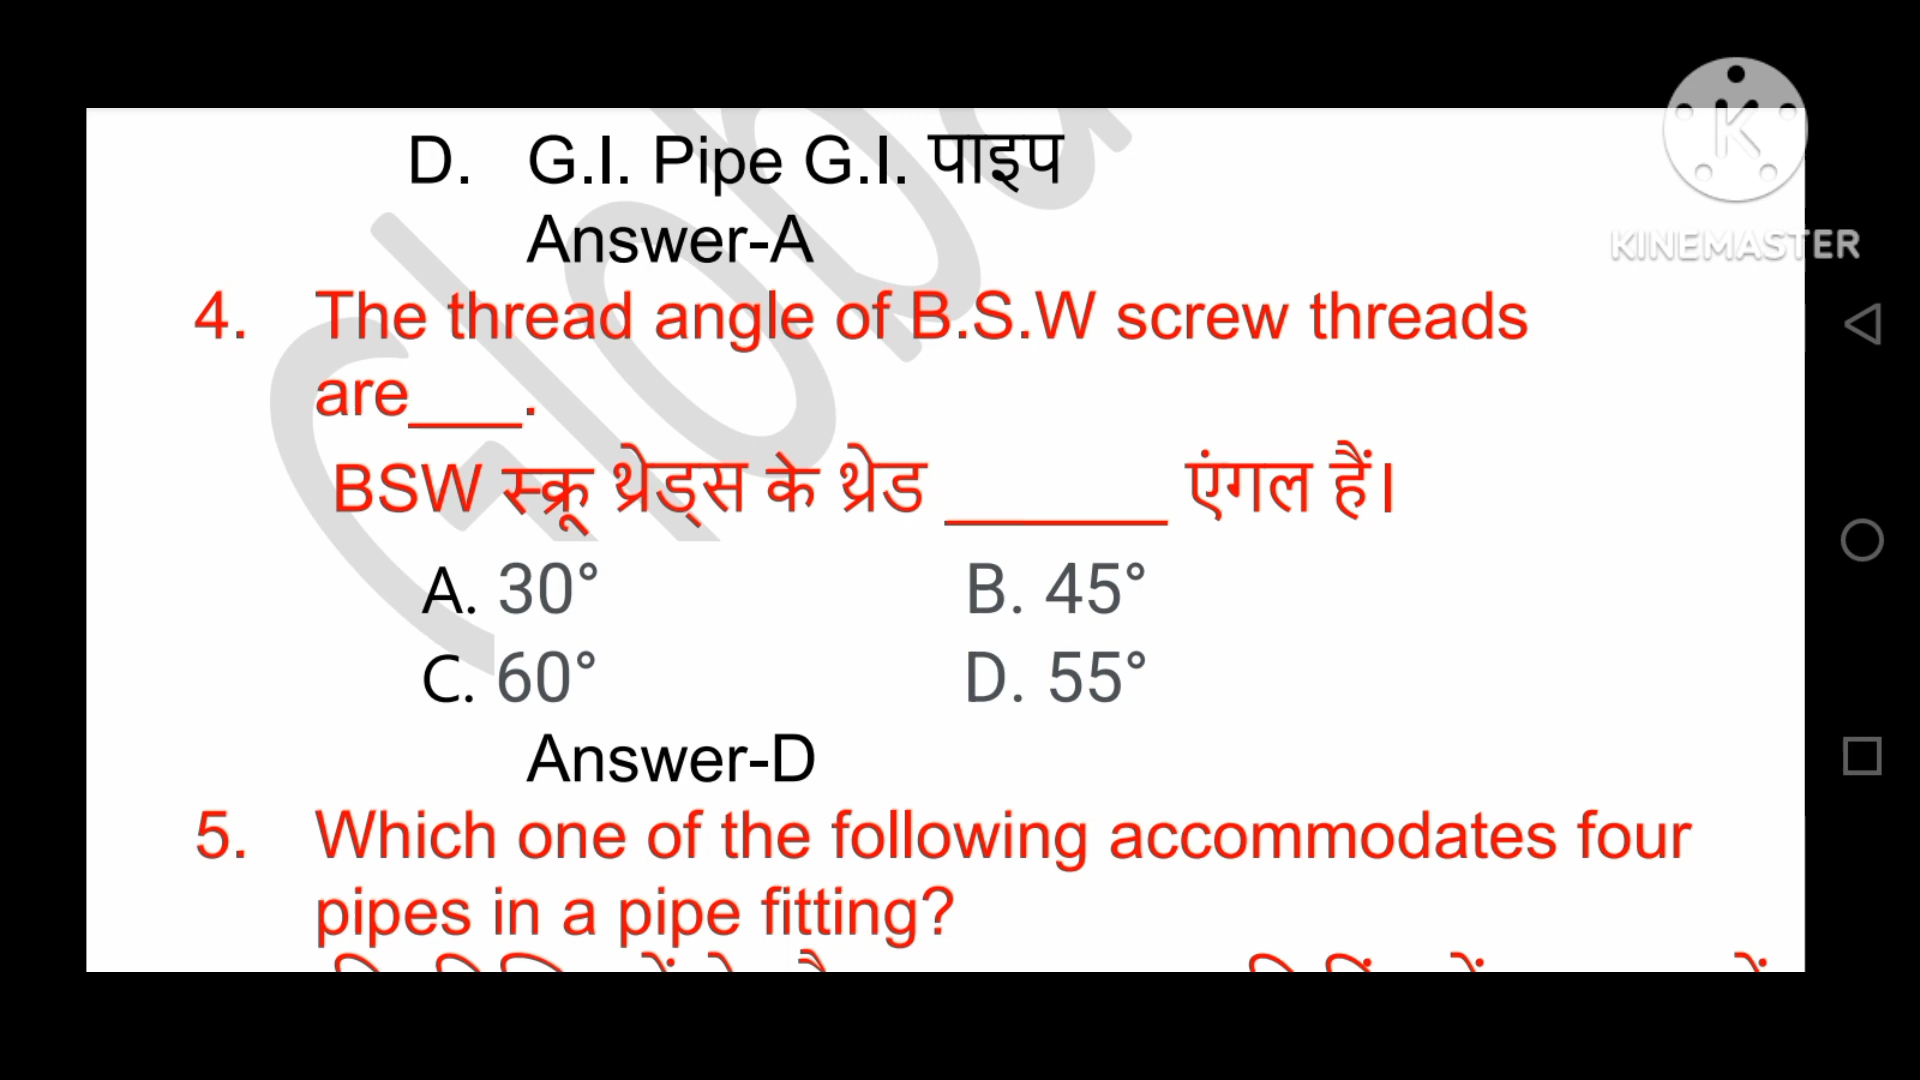 D. G.I. Pipe G.I. पाइप
Answer-A
4. The thread angle of B.S.W screw threads
are___.
BSW स्क्रू थ्रेड्स के थ्रेड ______ एंगल हैं।
A. 30° B. 45°
C. 60° D. 55°
Answer-D
5. Which one of the following accommodates four
pipes in a pipe fitting?
K
KINEMASTER